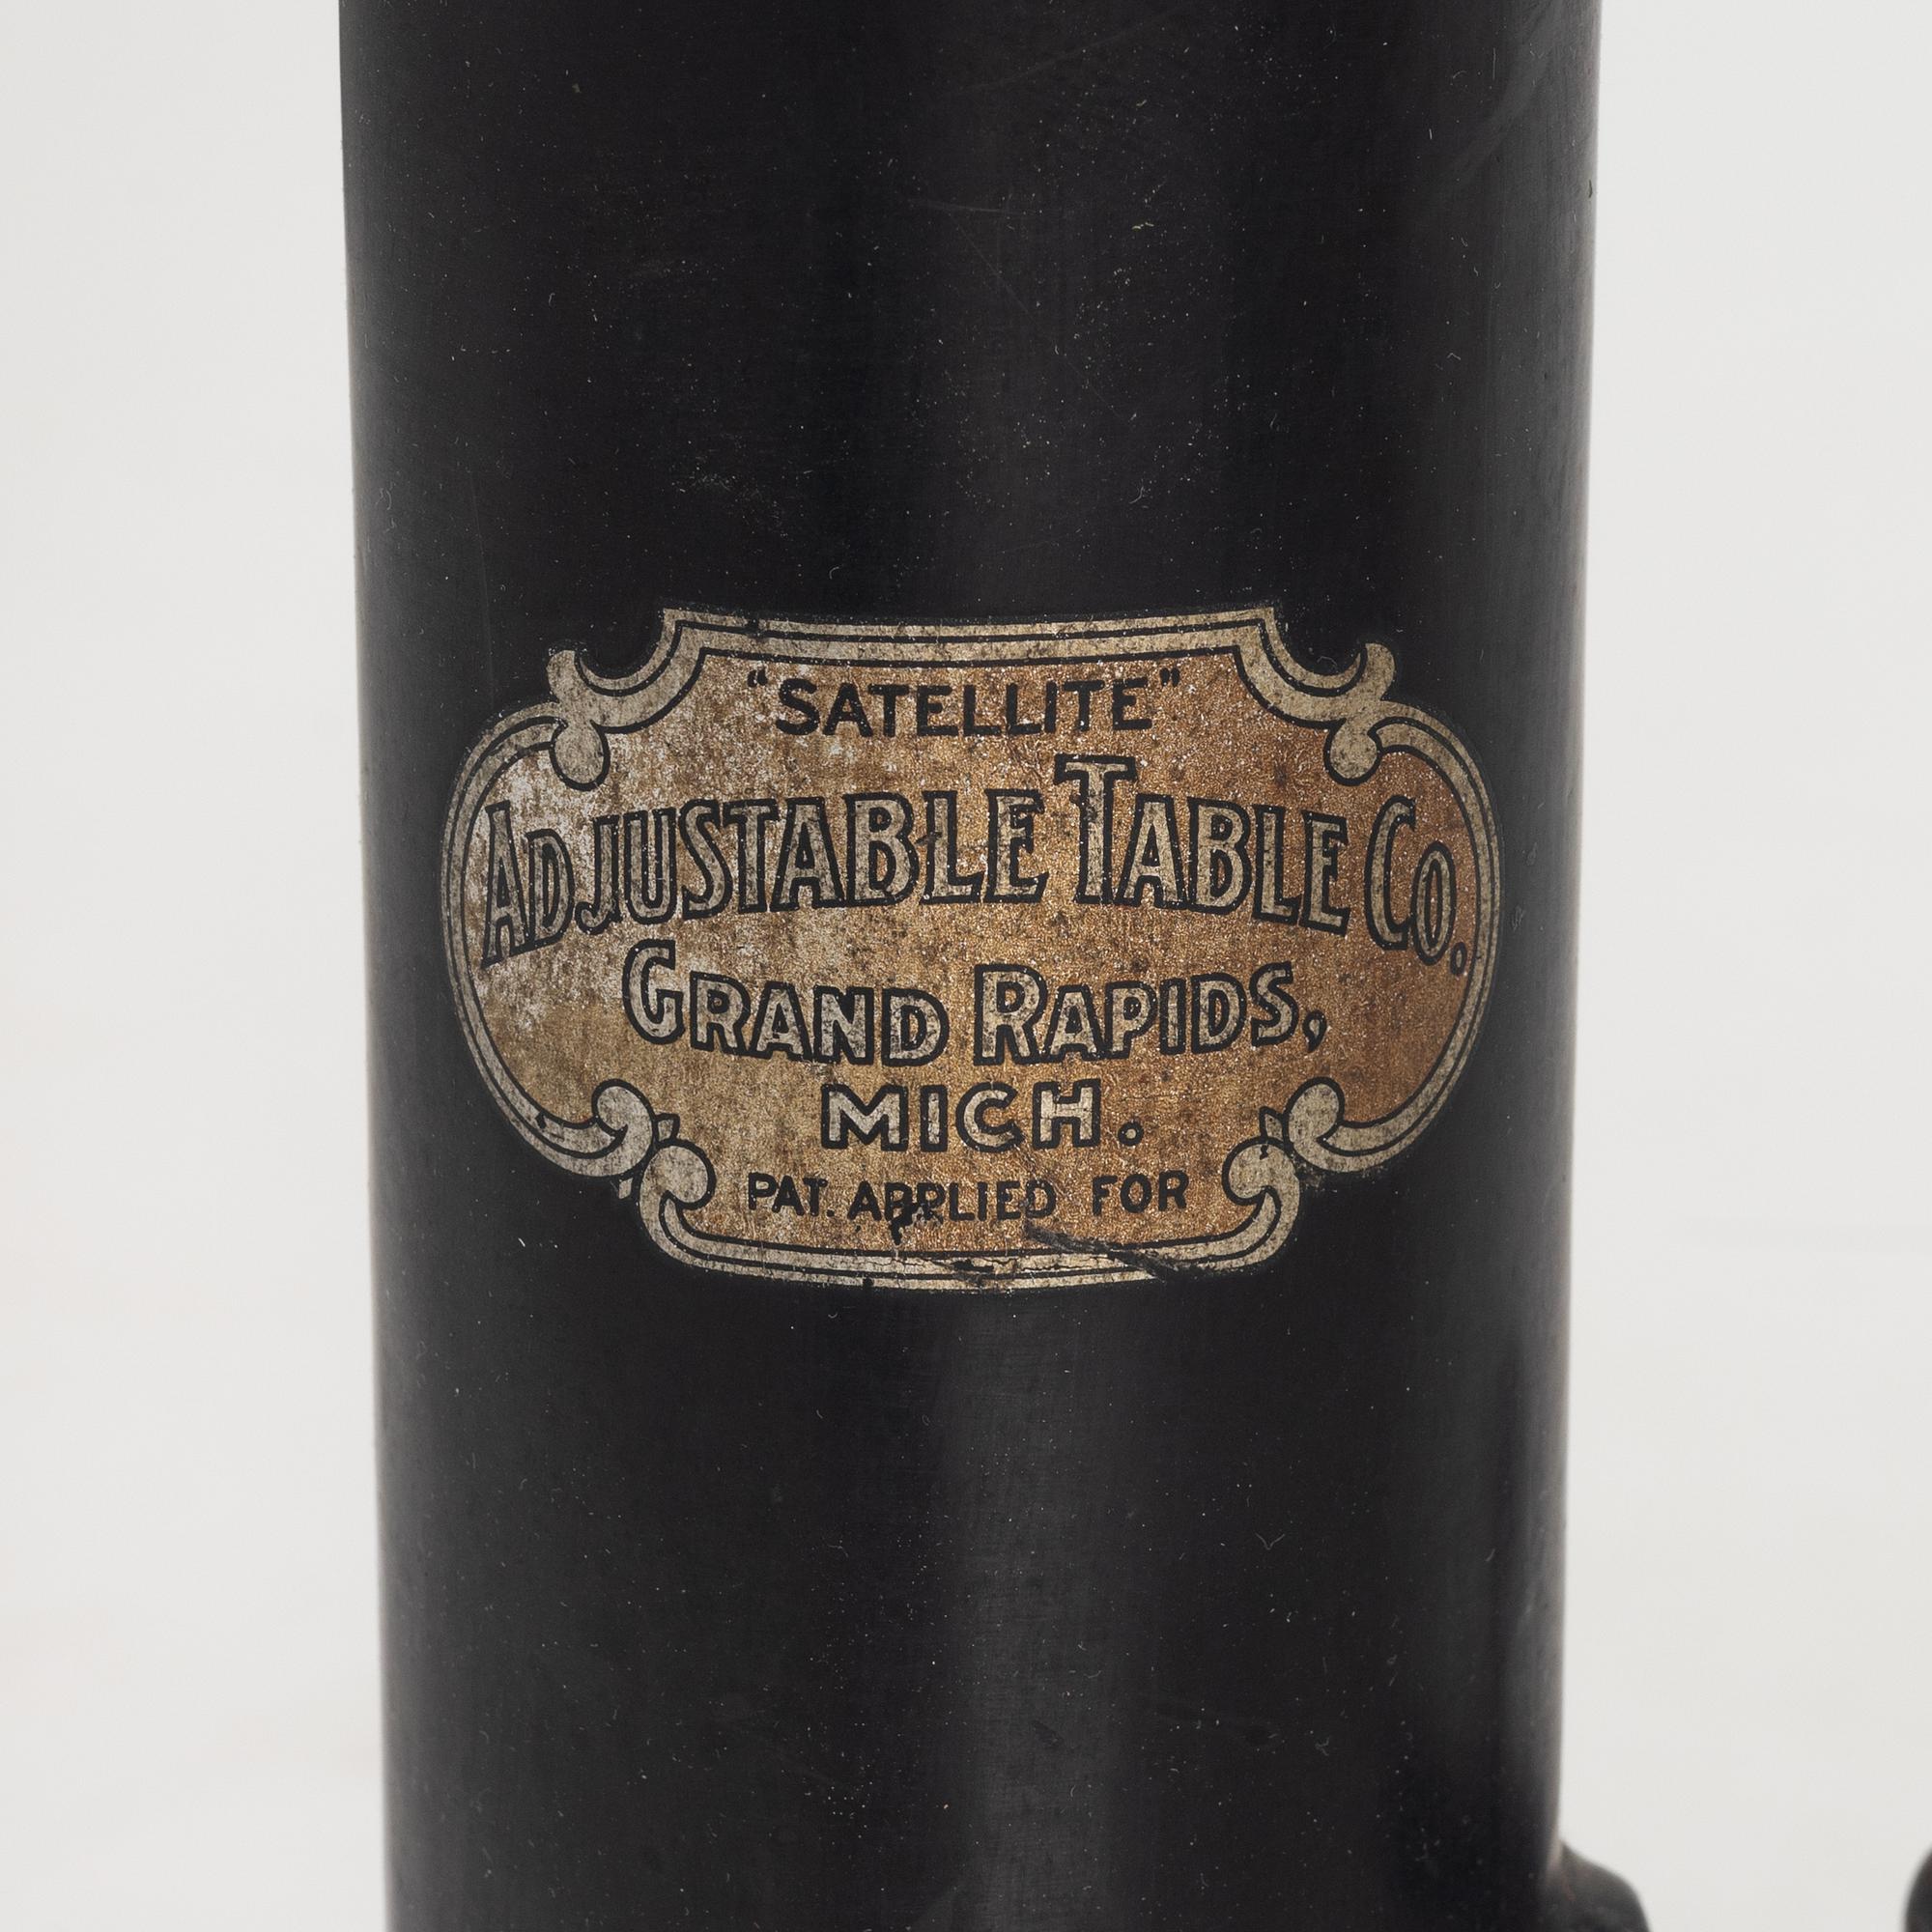 "SATELLITE"
ADJUSTABLE TABLE CO.
GRAND RAPIDS,
MICH.
PAT. APPLIED FOR